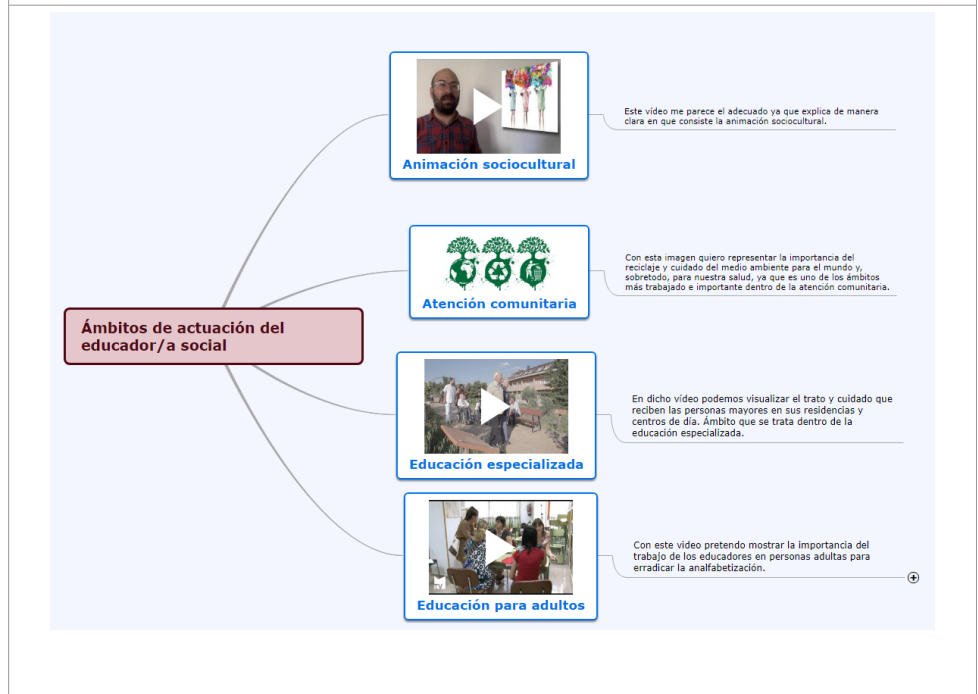 Este vídeo me parece el adecuado ya que explica de manera
clara en que consiste la animación sociocultural.
Animación sociocultural
Con esta imagen quiero representar la importancia del
reciclaje y cuidado del medio ambiente para el mundo y,
sobretodo, para nuestra salud, ya que es uno de los ámbitos
más trabajado e importante dentro de la atención comunitaria.
Atención comunitaria
Ámbitos de actuación del
educador/a social
En dicho vídeo podemos visualizar el trato y cuidado que
reciben las personas mayores en sus residencias y
centros de día. Ámbito que se trata dentro de la
educación especializada.
Educación especializada
Con este video pretendo mostrar la importancia del
trabajo de los educadores en personas adultas para
erradicar la analfabetización.
Educación para adultos